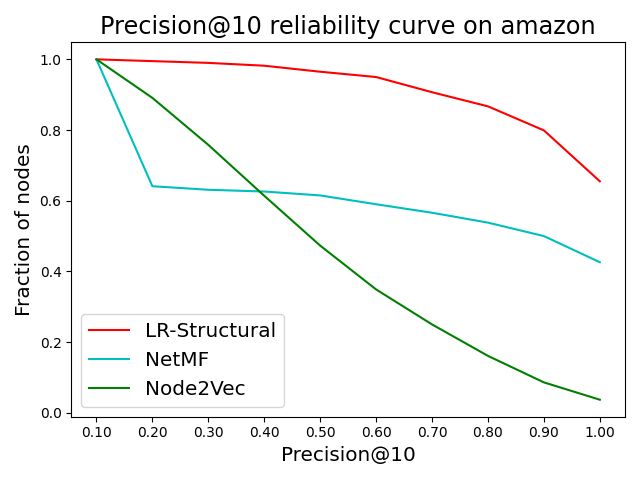 Precision@10 reliability curve on amazon
Fraction of nodes
1.0
0.8
0.6
0.4
0.2
0.0
LR-Structural
NetMF
Node2Vec
0.10 0.20 0.30 0.40 0.50 0.60 0.70 0.80 0.90 1.00
Precision@10